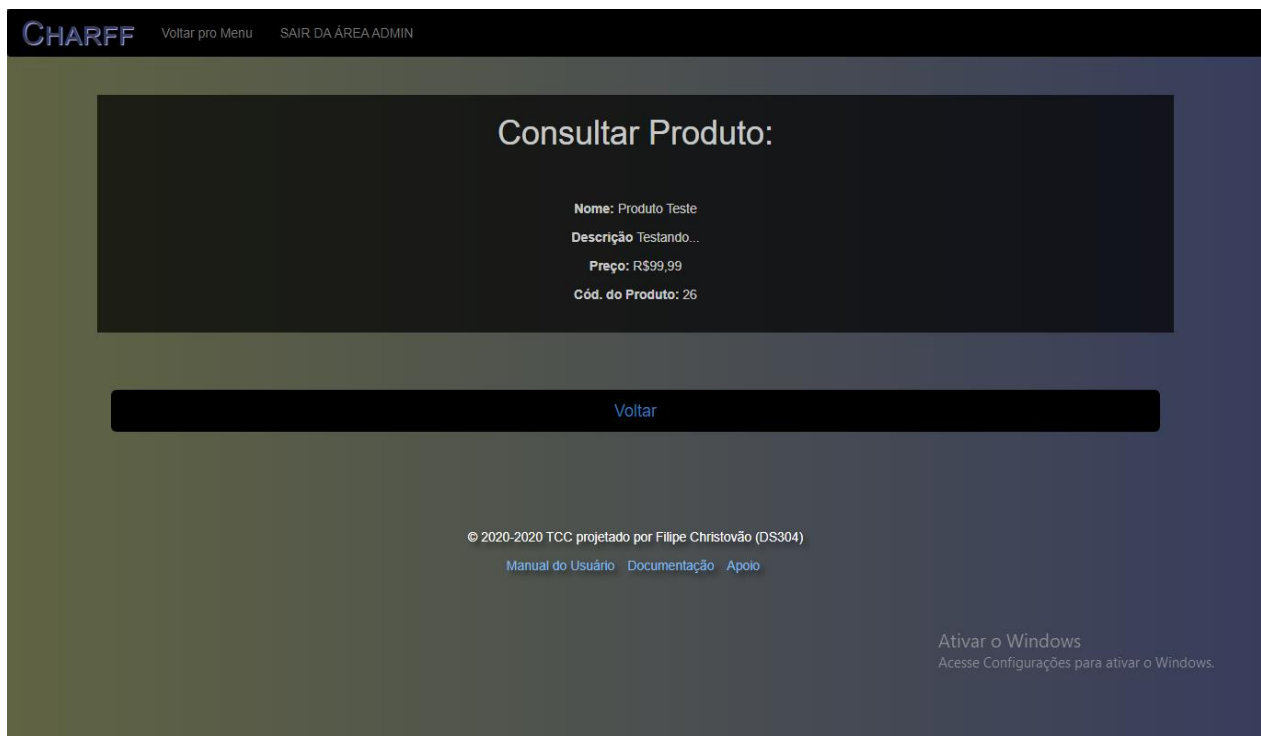 CHARFF Voltar pro Menu SAIR DA ÁREA ADMIN
Consultar Produto:
Nome: Produto Teste
Descrição Testando...
Preço: R$99,99
Cód. do Produto: 26
Voltar
© 2020-2020 TCC projetado por Filipe Christovão (DS304)
Manual do Usuário Documentação Apoio
Ativar o Windows
Acesse Configurações para ativar o Windows.